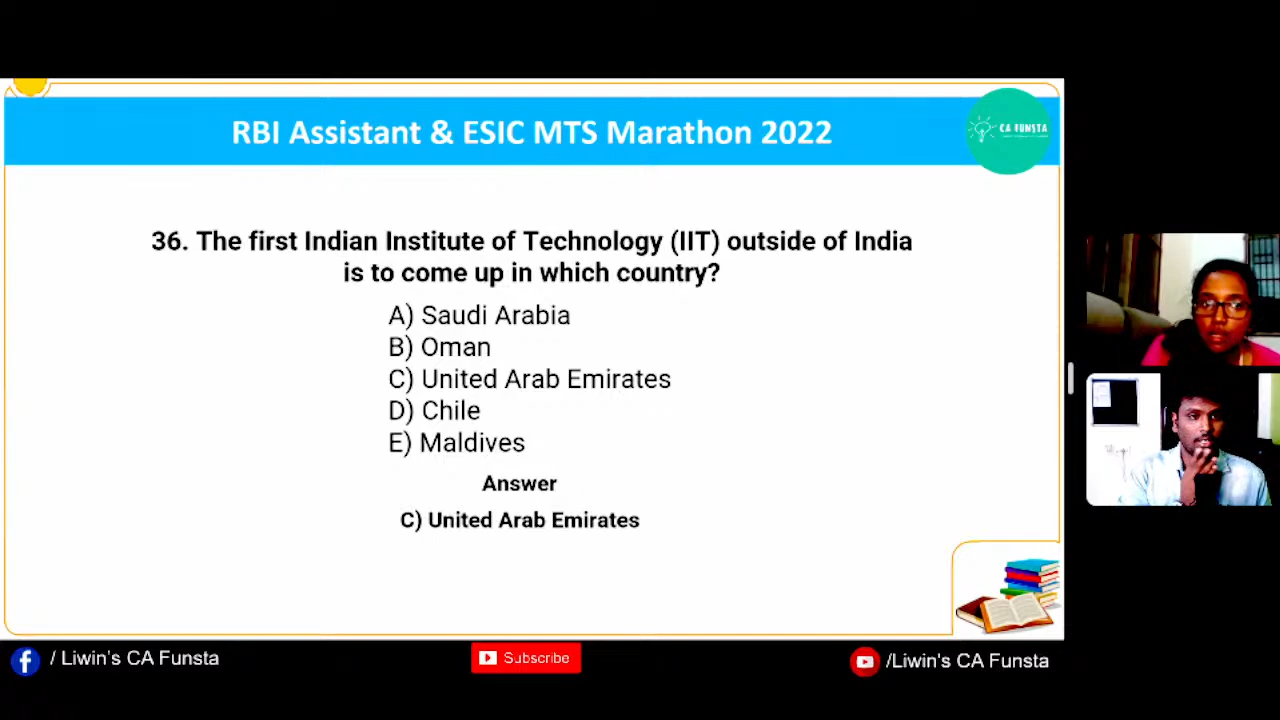 RBI Assistant & ESIC MTS Marathon 2022
CA FUNSTA
36. The first Indian Institute of Technology (IIT) outside of India
is to come up in which country?
A) Saudi Arabia
B) Oman
C) United Arab Emirates
D) Chile
E) Maldives
Answer
C) United Arab Emirates
/ Liwin's CA Funsta
Subscribe
/Liwin's CA Funsta